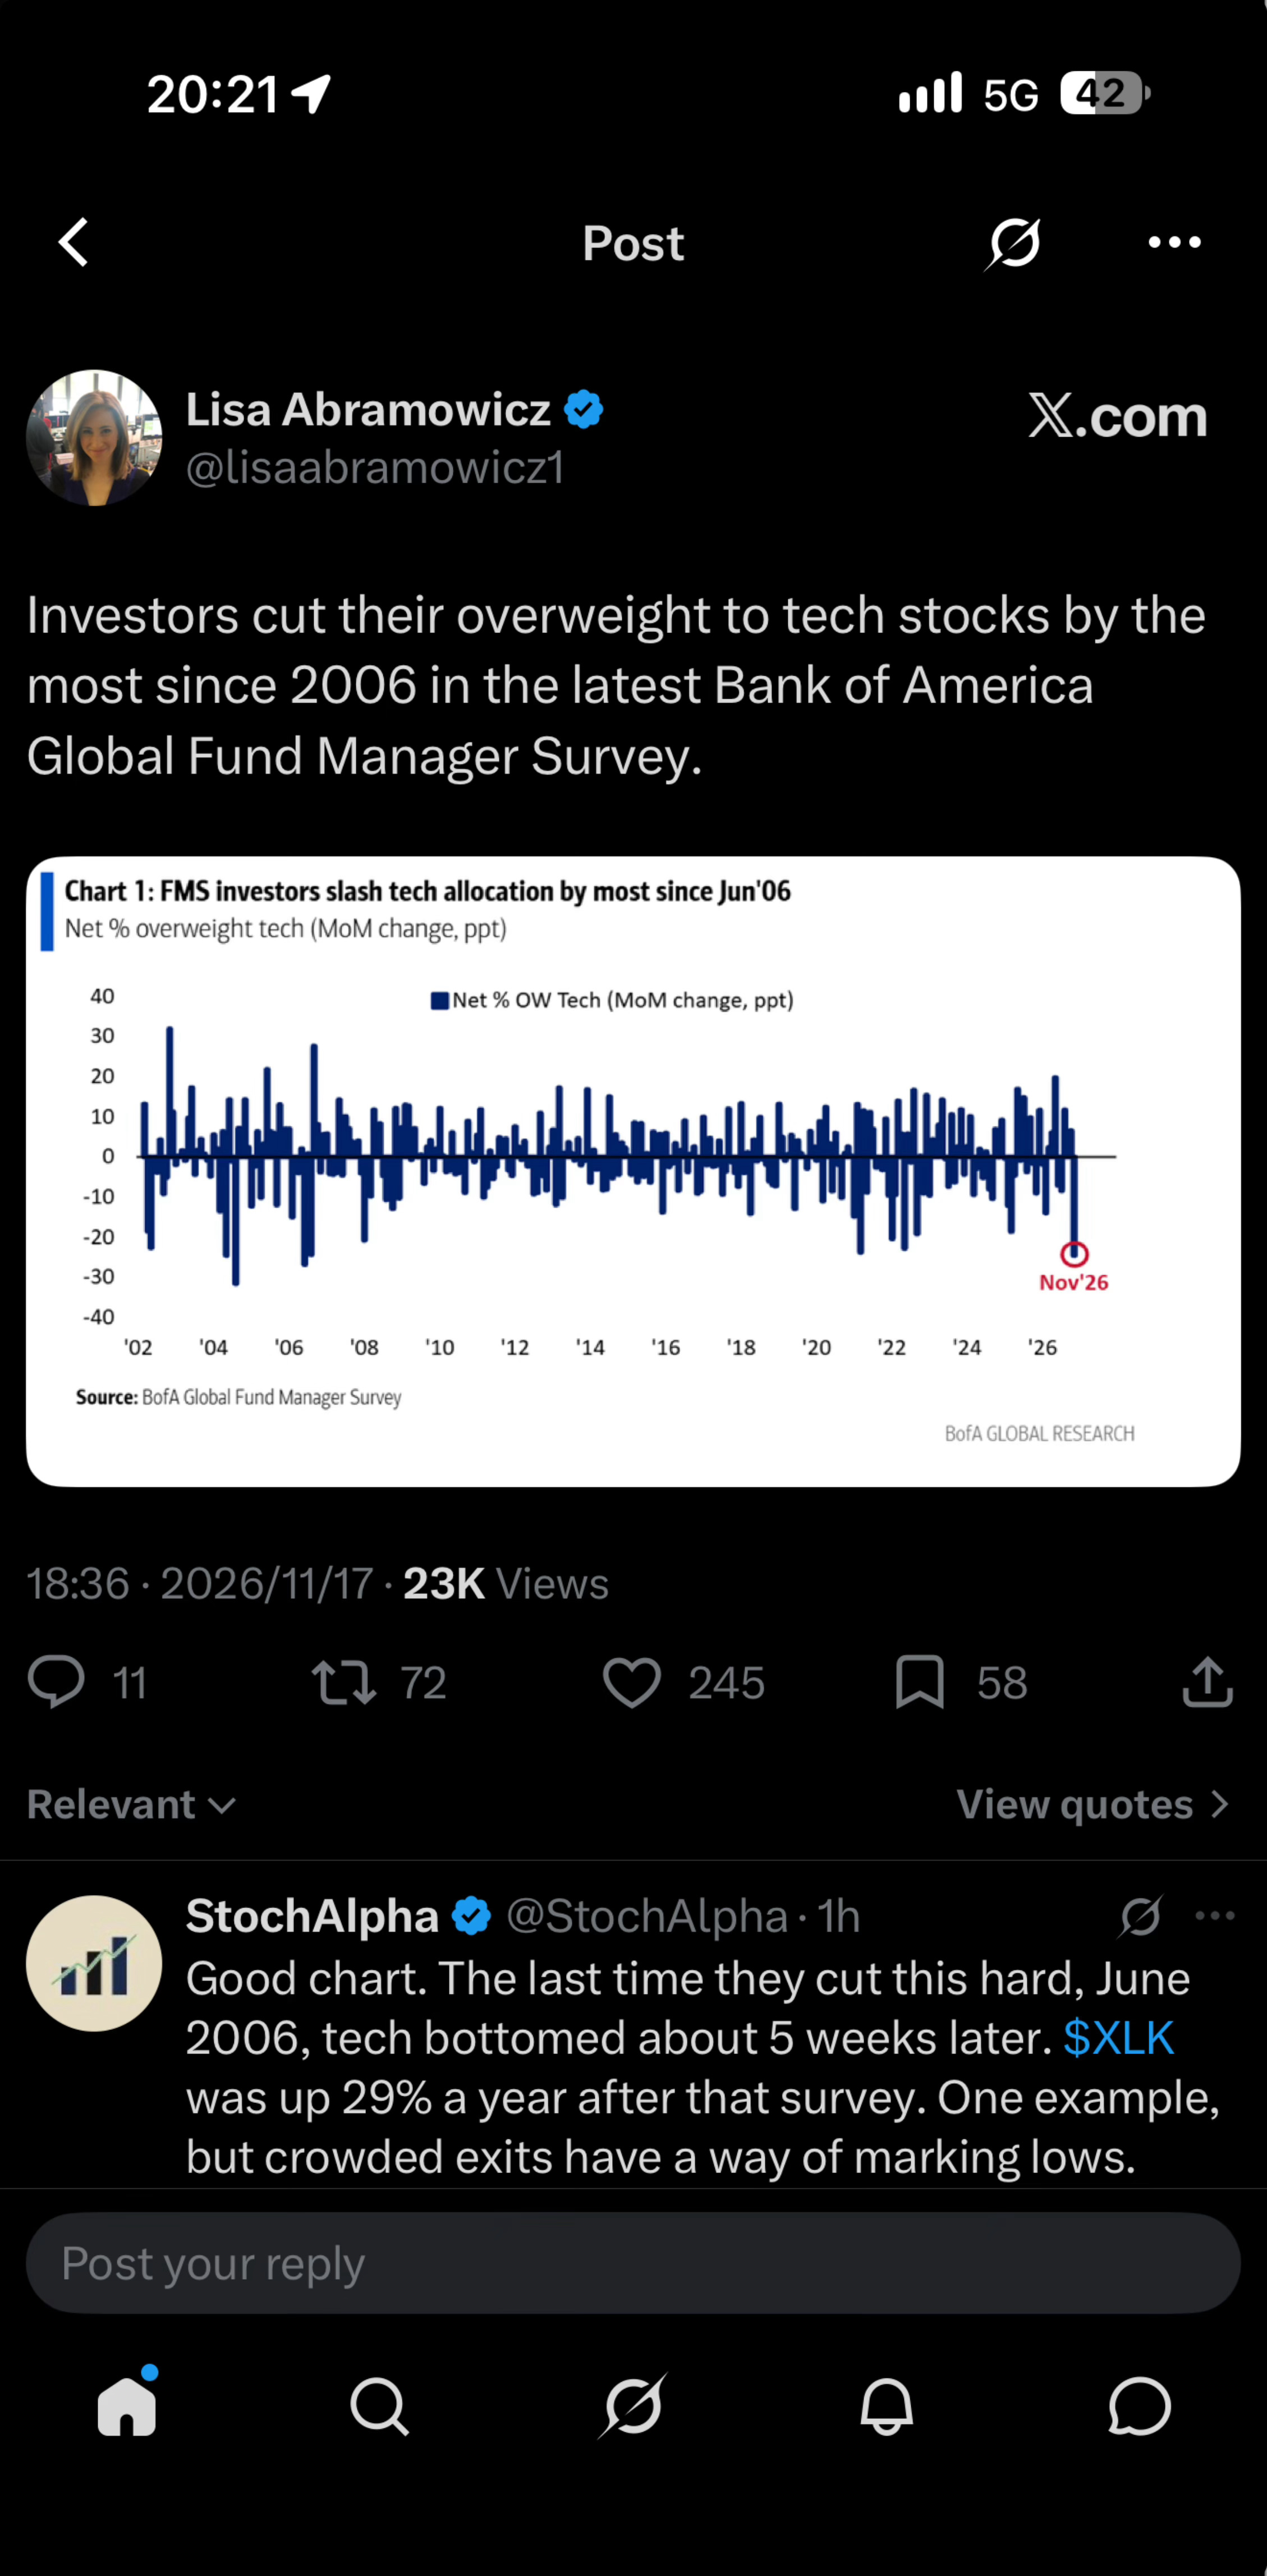 20:21
5G 42
Post
Lisa Abramowicz
X.com
@lisaabramowicz1
Investors cut their overweight to tech stocks by the
most since 2006 in the latest Bank of America
Global Fund Manager Survey.
Chart 1: FMS investors slash tech allocation by most since Jun'06
Net % overweight tech (MoM change, ppt)
Net % OW Tech (MoM change, ppt)
40
30
20
10
0
-10
-20
-30
-40
Nov'26
'02 '04 '06 '08 '10 '12 '14 '16 '18 '20 '22 '24 '26
Source: BofA Global Fund Manager Survey
BofA GLOBAL RESEARCH
18:36 · 2026/11/17 · 23K Views
11 72 245 58
Relevant View quotes
StochAlpha @StochAlpha · 1h
Good chart. The last time they cut this hard, June
2006, tech bottomed about 5 weeks later. $XLK
was up 29% a year after that survey. One example,
but crowded exits have a way of marking lows.
Post your reply